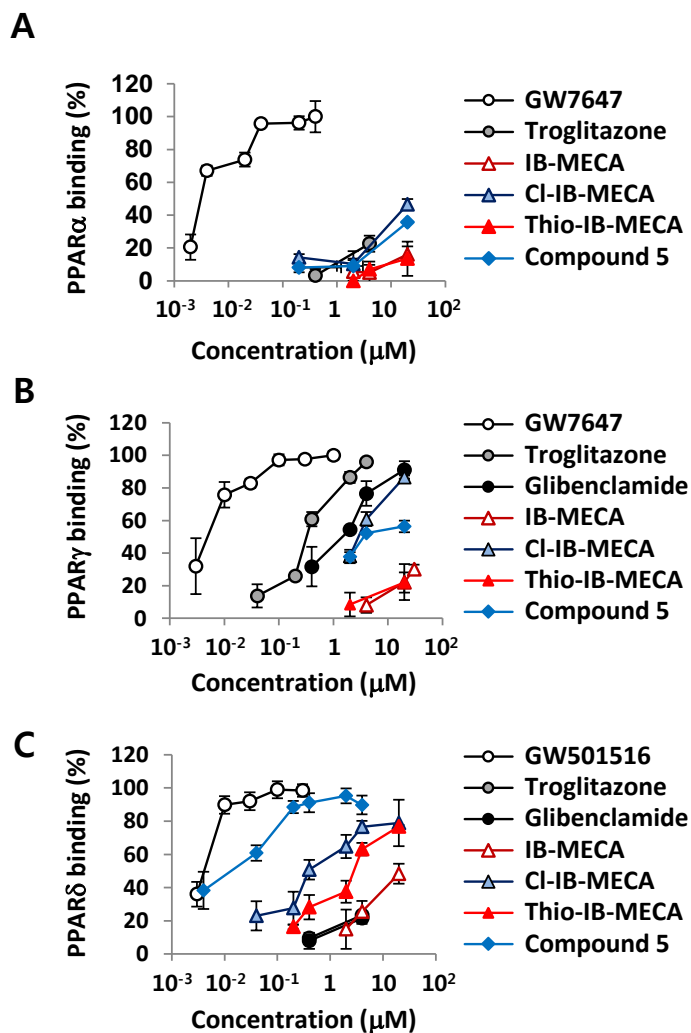 A
PPARα binding (%)
120
100
80
60
40
20
0
10⁻³ 10⁻² 10⁻¹ 1 10 10²
Concentration (μM)
GW7647
Troglitazone
IB-MECA
Cl-IB-MECA
Thio-IB-MECA
Compound 5
B
PPARγ binding (%)
120
100
80
60
40
20
0
10⁻³ 10⁻² 10⁻¹ 1 10 10²
Concentration (μM)
GW7647
Troglitazone
Glibenclamide
IB-MECA
Cl-IB-MECA
Thio-IB-MECA
Compound 5
C
PPARδ binding (%)
120
100
80
60
40
20
0
10⁻³ 10⁻² 10⁻¹ 1 10 10²
Concentration (μM)
GW501516
Troglitazone
Glibenclamide
IB-MECA
Cl-IB-MECA
Thio-IB-MECA
Compound 5